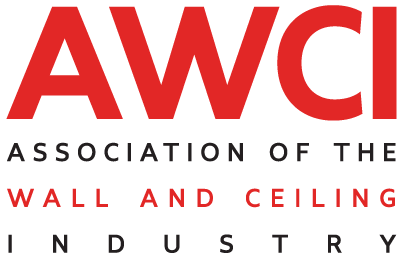 AWCI
ASSOCIATION OF THE
WALL AND CEILING
INDUSTRY